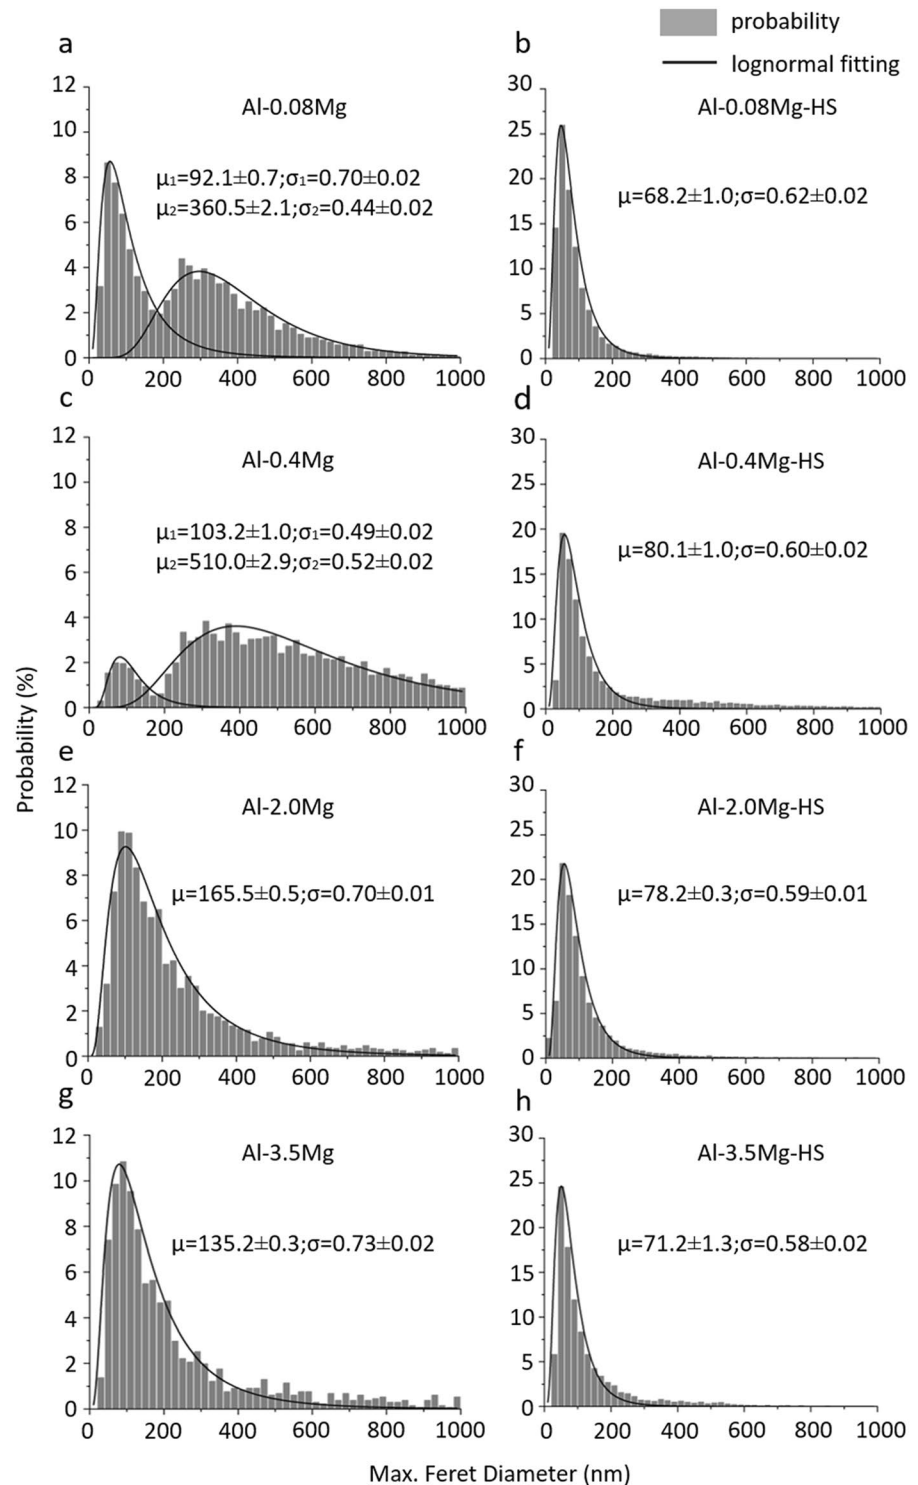 probability
lognormal fitting
a
12
10
8
6
4
2
0
Al-0.08Mg
μ₁=92.1±0.7;σ₁=0.70±0.02
μ₂=360.5±2.1;σ₂=0.44±0.02
0 200 400 600 800 1000
b
30
25
20
15
10
5
0
Al-0.08Mg-HS
μ=68.2±1.0;σ=0.62±0.02
0 200 400 600 800 1000
c
12
10
8
6
4
2
0
Al-0.4Mg
μ₁=103.2±1.0;σ₁=0.49±0.02
μ₂=510.0±2.9;σ₂=0.52±0.02
0 200 400 600 800 1000
d
30
25
20
15
10
5
0
Al-0.4Mg-HS
μ=80.1±1.0;σ=0.60±0.02
0 200 400 600 800 1000
Probability (%)
e
12
10
8
6
4
2
0
Al-2.0Mg
μ=165.5±0.5;σ=0.70±0.01
0 200 400 600 800 1000
f
30
25
20
15
10
5
0
Al-2.0Mg-HS
μ=78.2±0.3;σ=0.59±0.01
0 200 400 600 800 1000
g
12
10
8
6
4
2
0
Al-3.5Mg
μ=135.2±0.3;σ=0.73±0.02
0 200 400 600 800 1000
h
30
25
20
15
10
5
0
Al-3.5Mg-HS
μ=71.2±1.3;σ=0.58±0.02
0 200 400 600 800 1000
Max. Feret Diameter (nm)